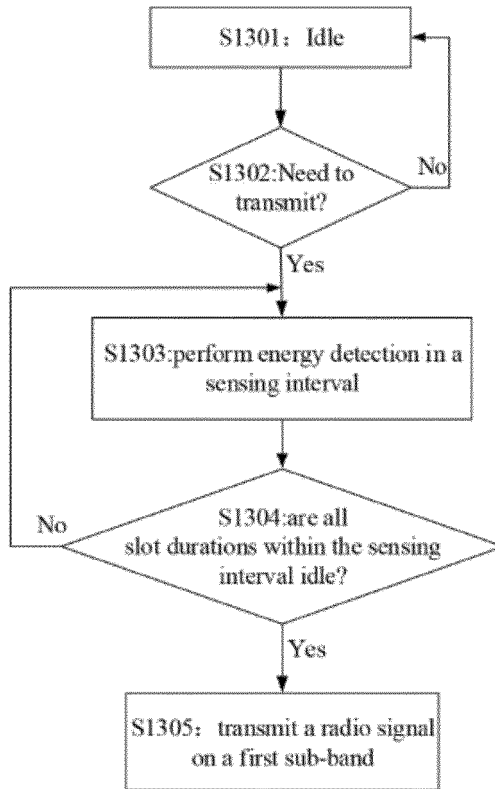 S1301：Idle
S1302:Need to
transmit?
No
Yes
S1303:perform energy detection in a
sensing interval
No
S1304:are all
slot durations within the sensing
interval idle?
Yes
S1305：transmit a radio signal
on a first sub-band